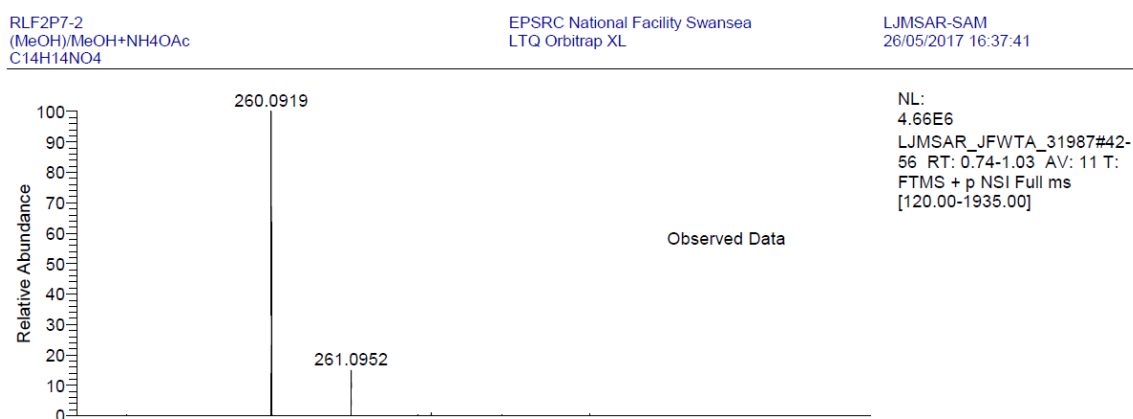 RLF2P7-2
(MeOH)/MeOH+NH4OAc
C14H14NO4
EPSRC National Facility Swansea
LTQ Orbitrap XL
LJMSAR-SAM
26/05/2017 16:37:41
260.0919
261.0952
100
90
80
70
60
50
40
30
20
10
0
Relative Abundance
Observed Data
NL:
4.66E6
LJMSAR_JFWTA_31987#42-
56 RT: 0.74-1.03 AV: 11 T:
FTMS + p NSI Full ms
[120.00-1935.00]